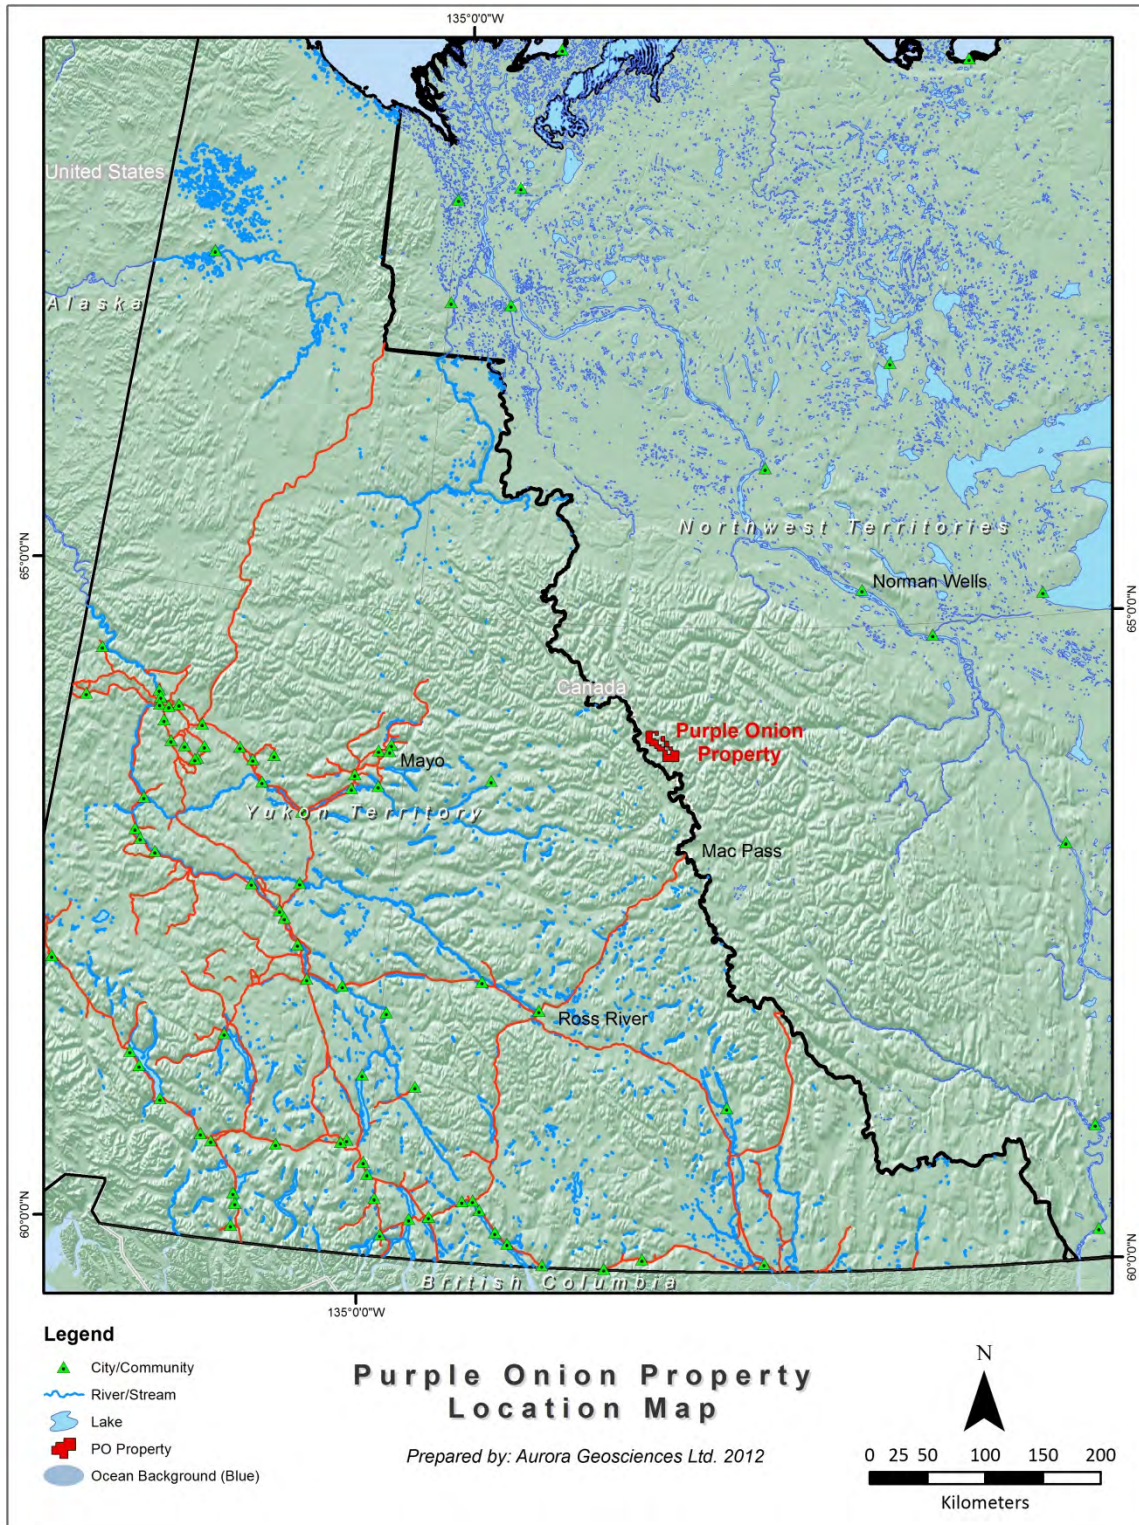 135°0'0"W
United States
Alaska
65°0'0"N
Northwest Territories
Norman Wells
65°0'0"N
Canada
Purple Onion
Property
Mayo
Yukon Territory
Mac Pass
Ross River
60°0'0"N
60°0'0"N
British Columbia
135°0'0"W
Legend
City/Community
River/Stream
Lake
PO Property
Ocean Background (Blue)
Purple Onion Property
Location Map
Prepared by: Aurora Geosciences Ltd. 2012
N
0 25 50 100 150 200
Kilometers